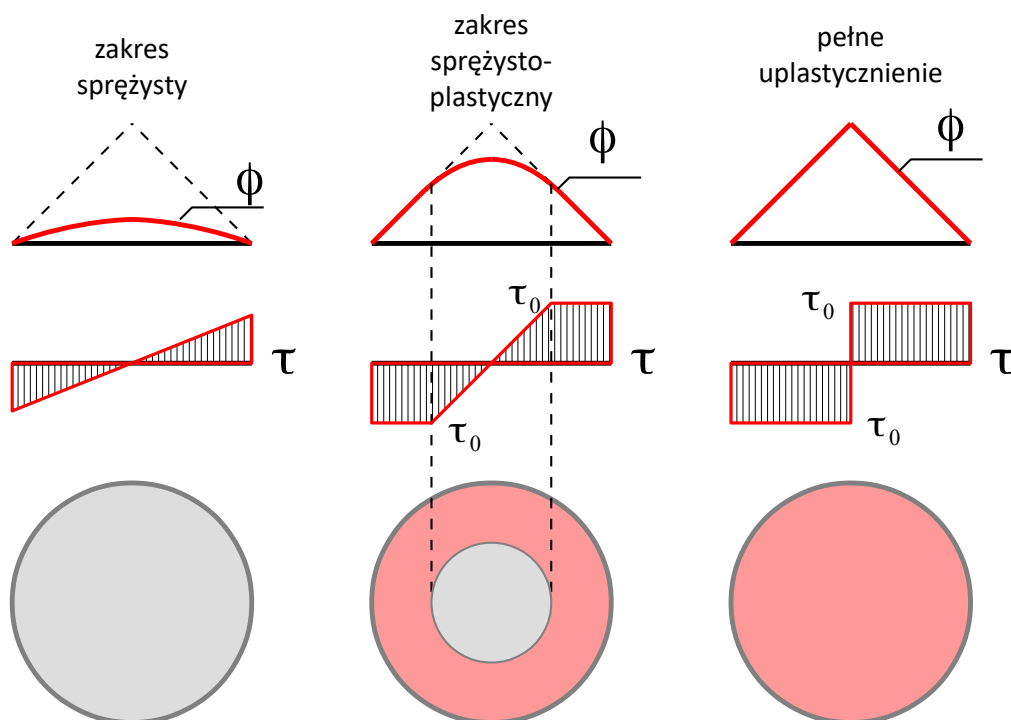 zakres
sprężysty
zakres
sprężysto-
plastyczny
pełne
uplastycznienie
ϕ
ϕ
ϕ
τ
τ₀
τ₀
τ
τ₀
τ₀
τ